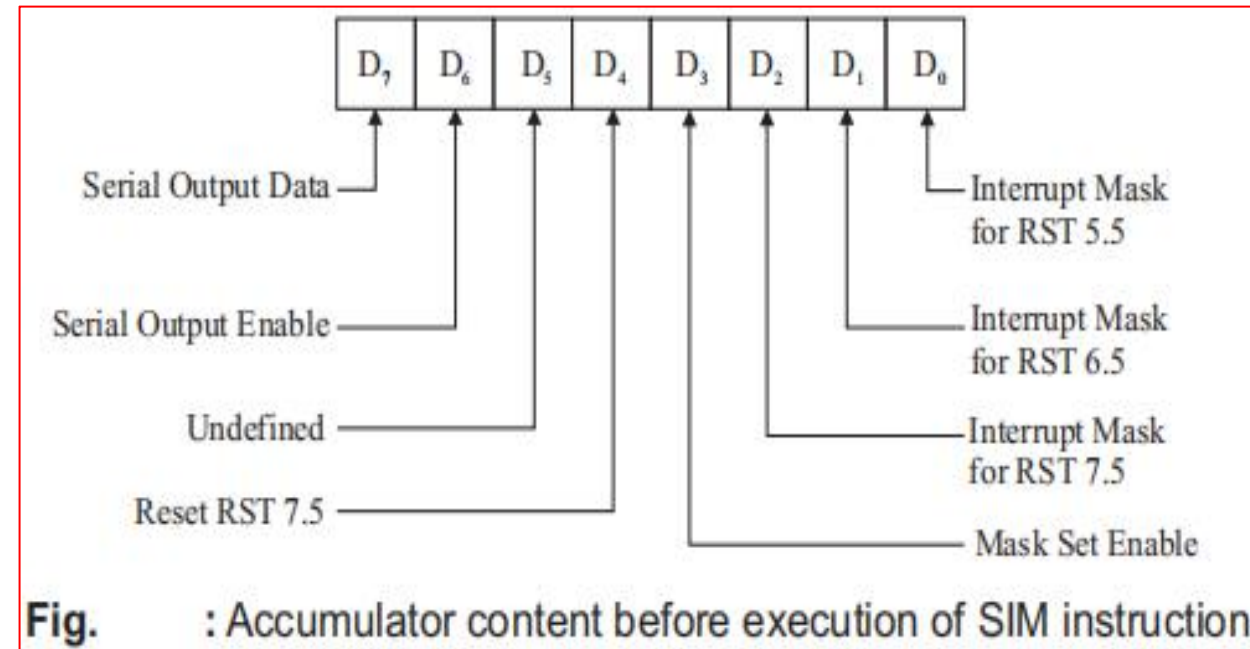 D₇ D₆ D₅ D₄ D₃ D₂ D₁ D₀
Serial Output Data
Interrupt Mask
for RST 5.5
Serial Output Enable
Interrupt Mask
for RST 6.5
Undefined
Interrupt Mask
for RST 7.5
Reset RST 7.5
Mask Set Enable
Fig. : Accumulator content before execution of SIM instruction